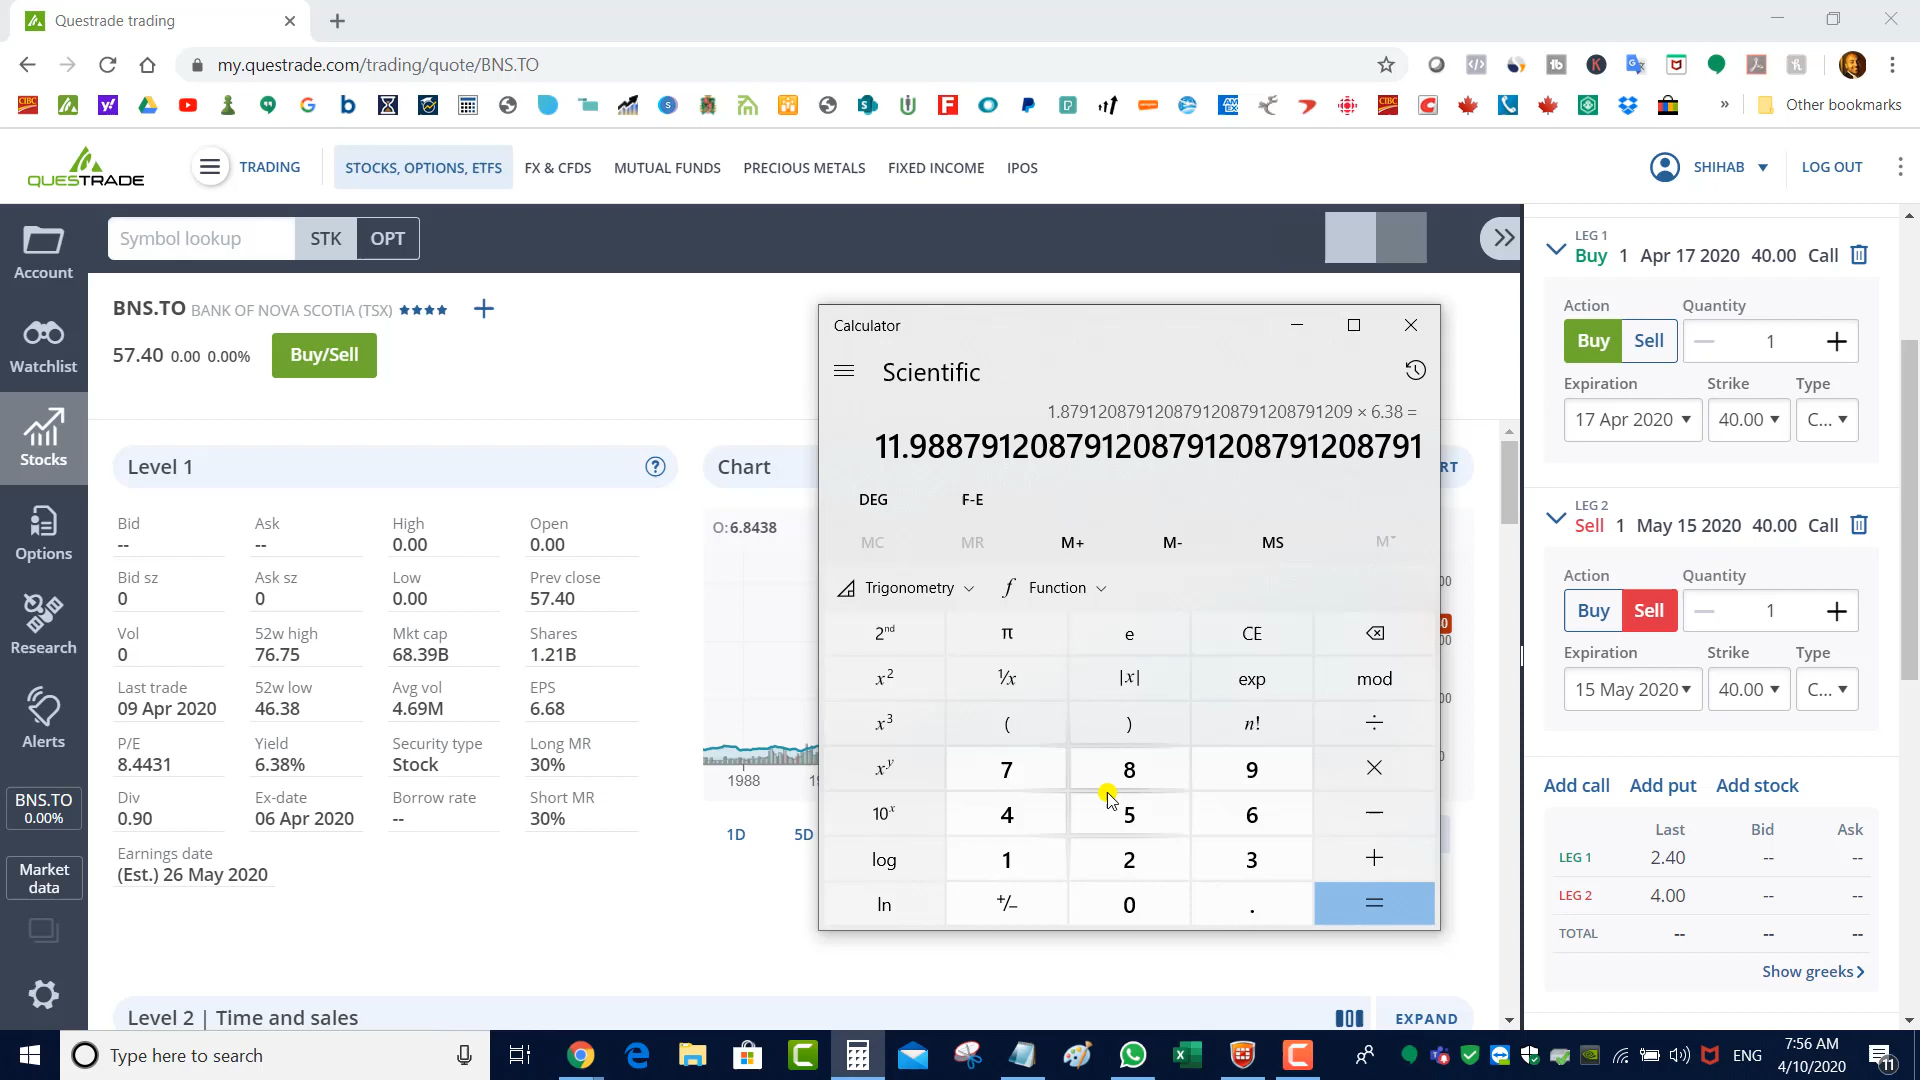 Questrade trading
my.questrade.com/trading/quote/BNS.TO
Other bookmarks
QUESTRADE
TRADING
STOCKS, OPTIONS, ETFS
FX & CFDS
MUTUAL FUNDS
PRECIOUS METALS
FIXED INCOME
IPOS
SHIHAB
LOG OUT
Account
Watchlist
Stocks
Options
Research
Alerts
BNS.TO
0.00%
Market
data
Symbol lookup
STK
OPT
BNS.TO BANK OF NOVA SCOTIA (TSX)
57.40 0.00 0.00%
Buy/Sell
Level 1
Bid Ask High Open
-- -- 0.00 0.00
Bid sz Ask sz Low Prev close
0 0 0.00 57.40
Vol 52w high Mkt cap Shares
0 76.75 68.39B 1.21B
Last trade 52w low Avg vol EPS
09 Apr 2020 46.38 4.69M 6.68
P/E Yield Security type Long MR
8.4431 6.38% Stock 30%
Div Ex-date Borrow rate Short MR
0.90 06 Apr 2020 -- 30%
Earnings date
(Est.) 26 May 2020
Chart
RT
O:6.8438
1988
1D
5D
Calculator
Scientific
1.8791208791208791208791208791209 × 6.38 =
11.988791208791208791208791208791
DEG F-E
MC MR M+ M- MS M
Trigonometry
Function
2nd π e CE
x2 ¹/x |x| exp mod
x3 ( ) n! ÷
xy 7 8 9 ×
10x 4 5 6 −
log 1 2 3 +
ln +/− 0 . =
Level 2 | Time and sales
EXPAND
LEG 1
Buy 1 Apr 17 2020 40.00 Call
Action Quantity
Buy Sell 1
Expiration Strike Type
17 Apr 2020 40.00 C...
LEG 2
Sell 1 May 15 2020 40.00 Call
Action Quantity
Buy Sell 1
Expiration Strike Type
15 May 2020 40.00 C...
Add call Add put Add stock
Last Bid Ask
LEG 1 2.40 -- --
LEG 2 4.00 -- --
TOTAL -- -- --
Show greeks
Type here to search
ENG
7:56 AM
4/10/2020
11